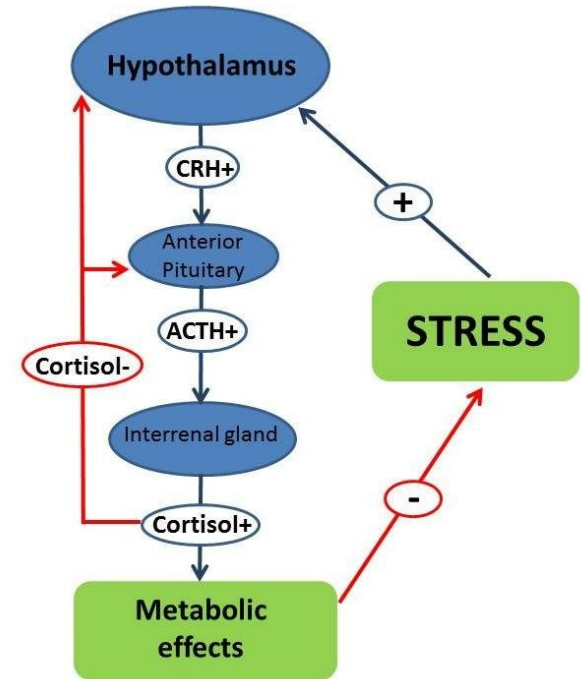 Hypothalamus
CRH+
Anterior
Pituitary
+
ACTH+
STRESS
Cortisol-
Interrenal gland
-
Cortisol+
Metabolic
effects